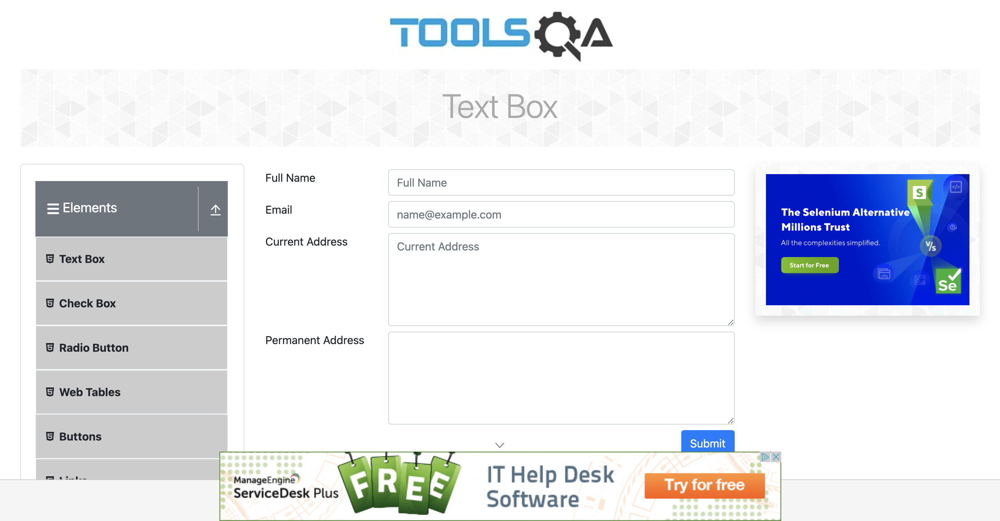 TOOLSQA
Text Box
Elements
Text Box
Check Box
Radio Button
Web Tables
Buttons
Links
Full Name
Full Name
Email
name@example.com
Current Address
Current Address
Permanent Address
Submit
The Selenium Alternative
Millions Trust
All the complexities simplified.
Start for Free
S
</>
V/s
Se
ManageEngine
ServiceDesk Plus
FREE
IT Help Desk
Software
Try for free